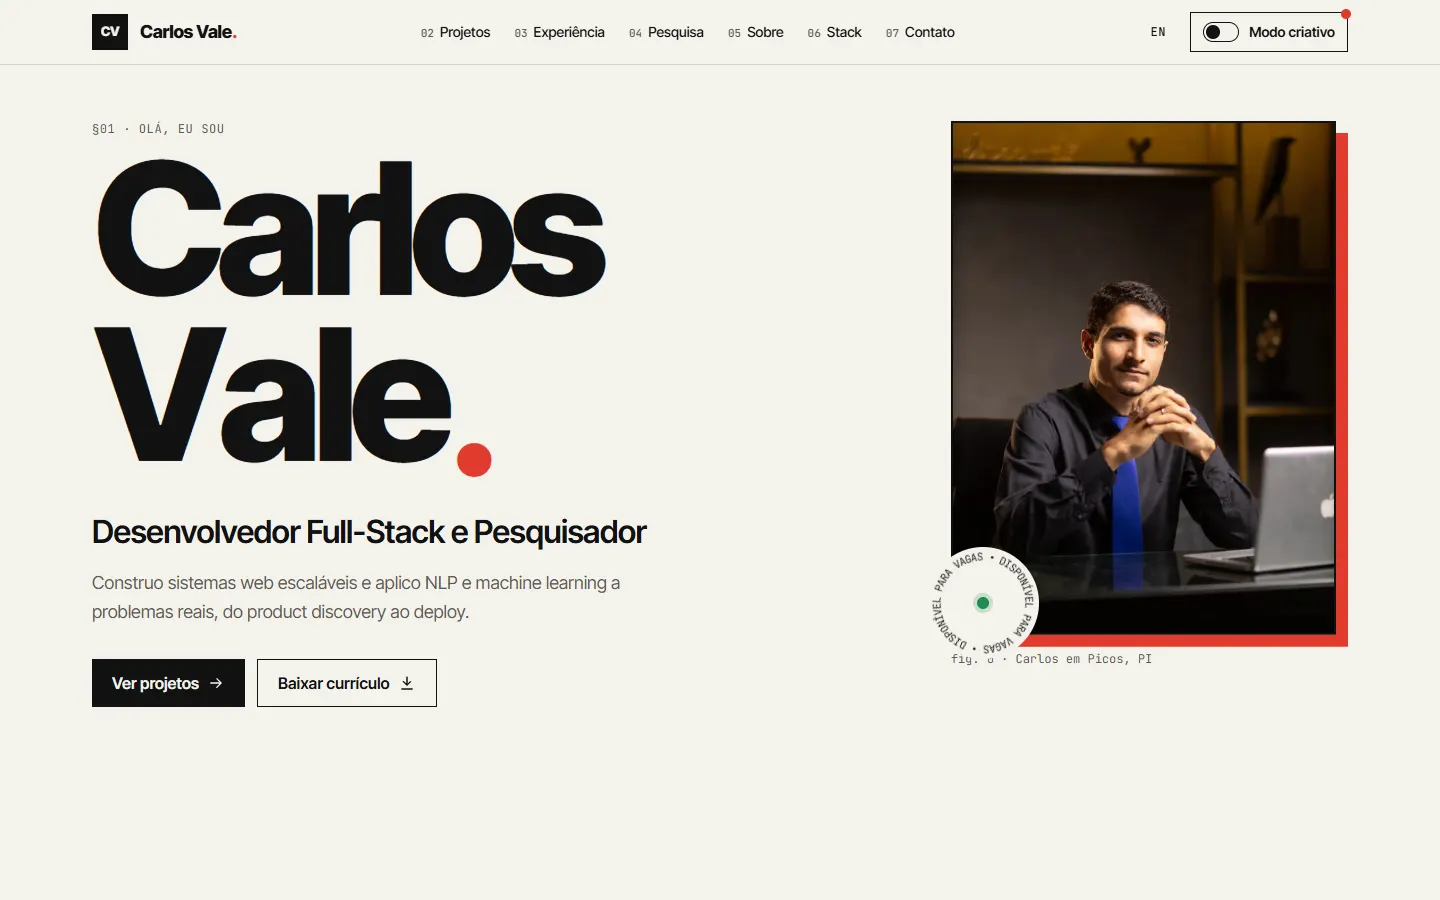 CV
Carlos Vale.
02 Projetos
03 Experiência
04 Pesquisa
05 Sobre
06 Stack
07 Contato
EN
Modo criativo
§01 · OLÁ, EU SOU
Carlos
Vale.
Desenvolvedor Full-Stack e Pesquisador
Construo sistemas web escaláveis e aplico NLP e machine learning a
problemas reais, do product discovery ao deploy.
Ver projetos →
Baixar currículo
DISPONÍVEL PARA VAGAS • DISPONÍVEL PARA VAGAS •
fig. · Carlos em Picos, PI